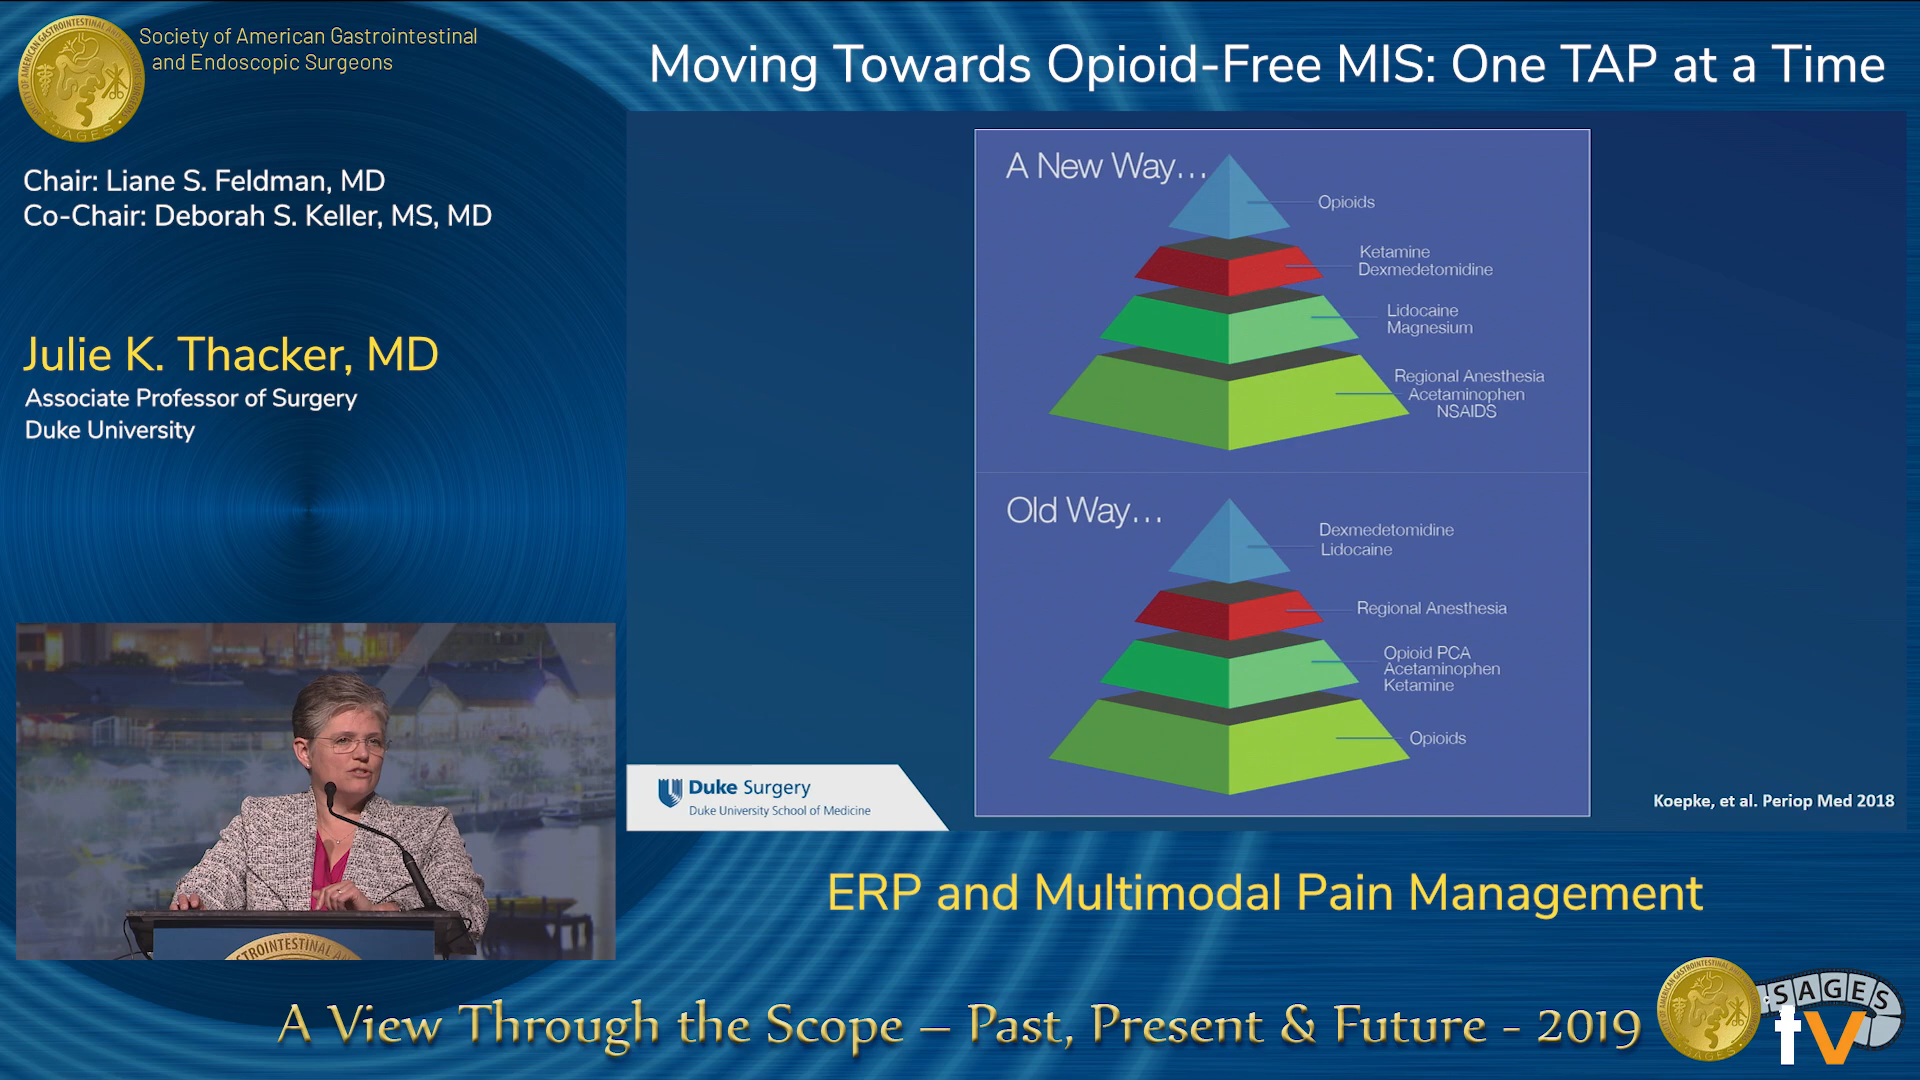 Society of American Gastrointestinal
and Endoscopic Surgeons
Moving Towards Opioid-Free MIS: One TAP at a Time
Chair: Liane S. Feldman, MD
Co-Chair: Deborah S. Keller, MS, MD
Julie K. Thacker, MD
Associate Professor of Surgery
Duke University
A New Way...
Opioids
Ketamine
Dexmedetomidine
Lidocaine
Magnesium
Regional Anesthesia
Acetaminophen
NSAIDS
Old Way...
Dexmedetomidine
Lidocaine
Regional Anesthesia
Opioid PCA
Acetaminophen
Ketamine
Opioids
Duke Surgery
Duke University School of Medicine
Koepke, et al. Periop Med 2018
ERP and Multimodal Pain Management
A View Through the Scope – Past, Present & Future - 2019
SAGES
tv
SAGES